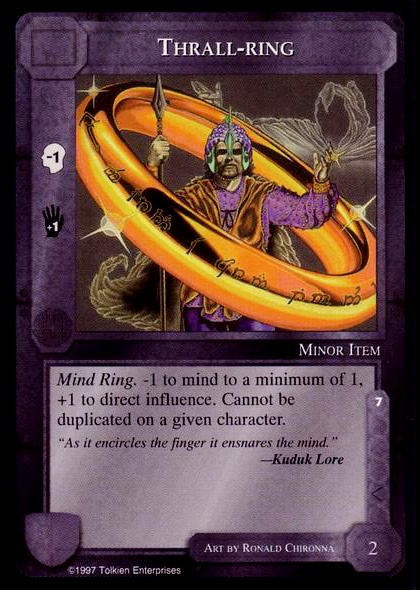 THRALL-RING
-1
+1
MINOR ITEM
Mind Ring. -1 to mind to a minimum of 1,
+1 to direct influence. Cannot be
duplicated on a given character.
“As it encircles the finger it ensnares the mind.”
—Kuduk Lore
7
ART BY RONALD CHIRONNA
2
©1997 Tolkien Enterprises